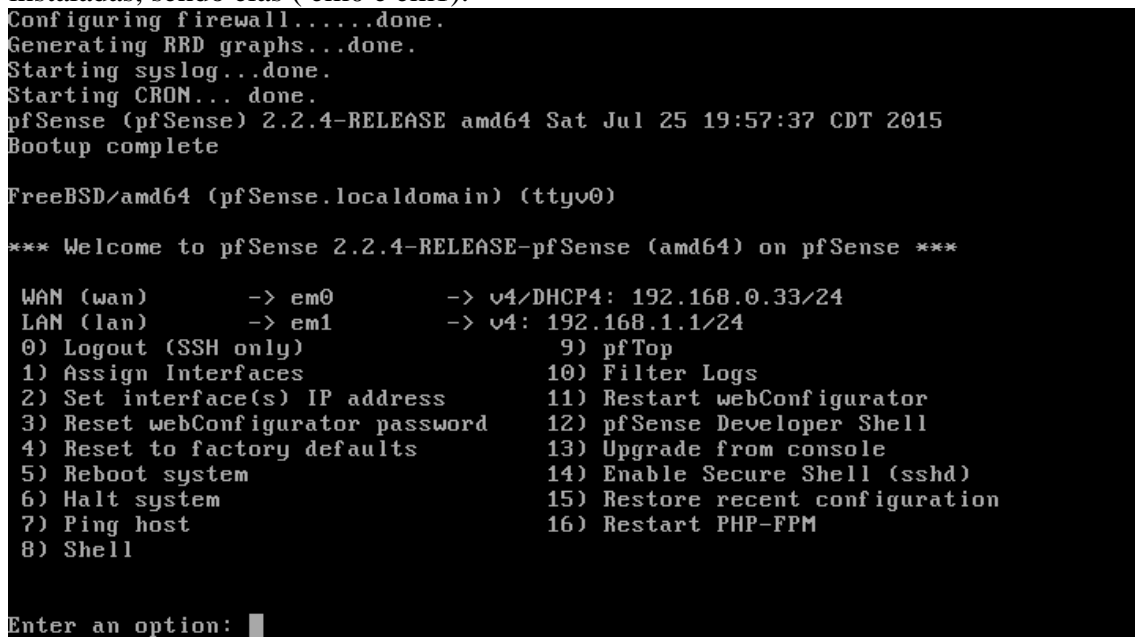 instaladas, sendo elas ( em0 e em1).
Configuring firewall......done.
Generating RRD graphs...done.
Starting syslog...done.
Starting CRON... done.
pfSense (pfSense) 2.2.4-RELEASE amd64 Sat Jul 25 19:57:37 CDT 2015
Bootup complete
FreeBSD/amd64 (pfSense.localdomain) (ttyv0)
*** Welcome to pfSense 2.2.4-RELEASE-pfSense (amd64) on pfSense ***
WAN (wan) -> em0 -> v4/DHCP4: 192.168.0.33/24
LAN (lan) -> em1 -> v4: 192.168.1.1/24
0) Logout (SSH only) 9) pfTop
1) Assign Interfaces 10) Filter Logs
2) Set interface(s) IP address 11) Restart webConfigurator
3) Reset webConfigurator password 12) pfSense Developer Shell
4) Reset to factory defaults 13) Upgrade from console
5) Reboot system 14) Enable Secure Shell (sshd)
6) Halt system 15) Restore recent configuration
7) Ping host 16) Restart PHP-FPM
8) Shell
Enter an option: